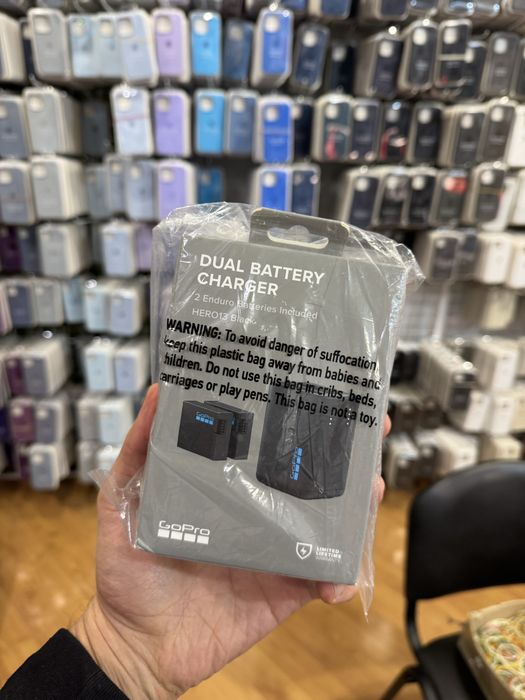 DUAL BATTERY
CHARGER
2 Enduro Batteries Included
HERO13 Black
WARNING: To avoid danger of suffocation
keep this plastic bag away from babies and
children. Do not use this bag in cribs, beds,
carriages or play pens. This bag is not a toy.
GoPro
GoPro
GoPro
LIMITED
LIFETIME
WARRANTY